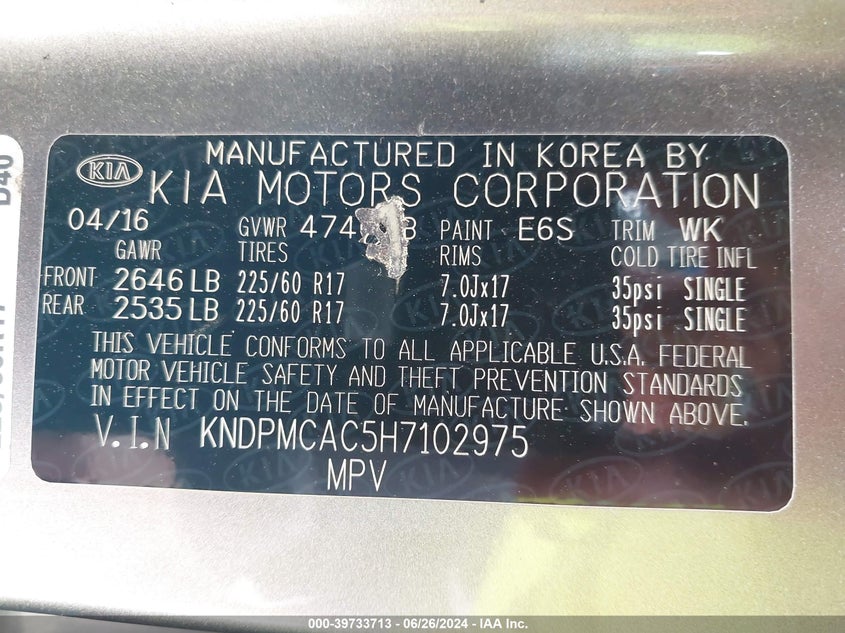 MANUFACTURED IN KOREA BY
KIA KIA MOTORS CORPORATION
04/16 GVWR PAINT E6S TRIM WK
GAWR TIRES RIMS COLD TIRE INFL
FRONT 2646 LB 225/60 R17 7.0Jx17 35psi SINGLE
REAR 2535 LB 225/60 R17 7.0Jx17 35psi SINGLE
THIS VEHICLE CONFORMS TO ALL APPLICABLE U.S.A. FEDERAL
MOTOR VEHICLE SAFETY AND THEFT PREVENTION STANDARDS
IN EFFECT ON THE DATE OF MANUFACTURE SHOWN ABOVE.
V.I.N KNDPMCAC5H7102975
MPV
D40
000-39733713 - 06/26/2024 - IAA Inc.